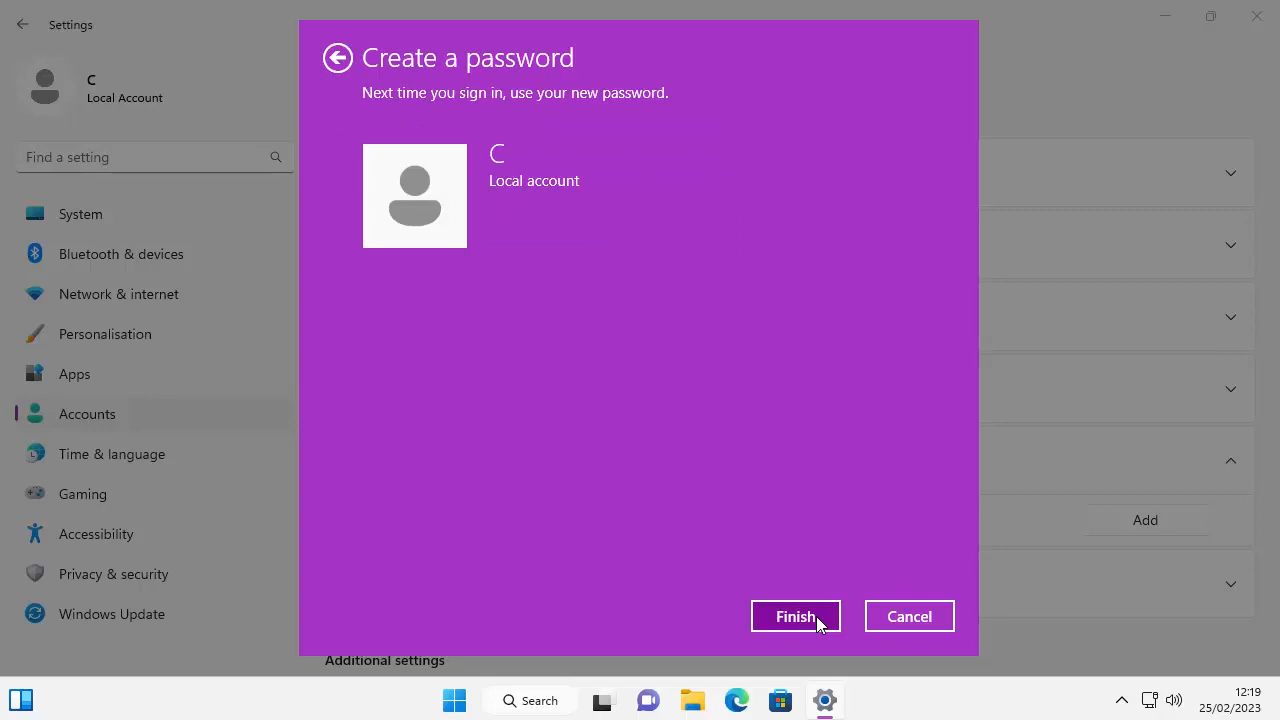 Settings
C
Local Account
Find a setting
System
Bluetooth & devices
Network & internet
Personalisation
Apps
Accounts
Time & language
Gaming
Accessibility
Privacy & security
Windows Update
Create a password
Next time you sign in, use your new password.
C
Local account
Finish
Cancel
Add
Additional settings
Search
12:19
25/02/2023